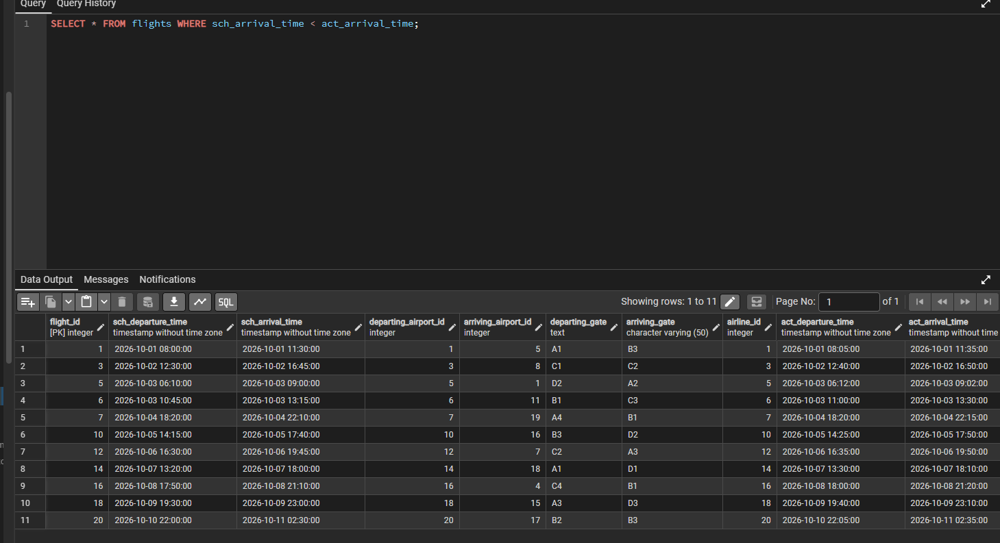 Query Query History
1 SELECT * FROM flights WHERE sch_arrival_time < act_arrival_time;
Data Output Messages Notifications
SQL Showing rows: 1 to 11 Page No: 1 of 1
flight_id sch_departure_time sch_arrival_time departing_airport_id arriving_airport_id departing_gate arriving_gate airline_id act_departure_time act_arrival_time
[PK] integer timestamp without time zone timestamp without time zone integer integer text character varying (50) integer timestamp without time zone timestamp without time
1 1 2026-10-01 08:00:00 2026-10-01 11:30:00 1 5 A1 B3 1 2026-10-01 08:05:00 2026-10-01 11:35:00
2 3 2026-10-02 12:30:00 2026-10-02 16:45:00 3 8 C1 C2 3 2026-10-02 12:40:00 2026-10-02 16:50:00
3 5 2026-10-03 06:10:00 2026-10-03 09:00:00 5 1 D2 A2 5 2026-10-03 06:12:00 2026-10-03 09:02:00
4 6 2026-10-03 10:45:00 2026-10-03 13:15:00 6 11 B1 C3 6 2026-10-03 11:00:00 2026-10-03 13:30:00
5 7 2026-10-04 18:20:00 2026-10-04 22:10:00 7 19 A4 B1 7 2026-10-04 18:20:00 2026-10-04 22:15:00
6 10 2026-10-05 14:15:00 2026-10-05 17:40:00 10 16 B3 D2 10 2026-10-05 14:25:00 2026-10-05 17:50:00
7 12 2026-10-06 16:30:00 2026-10-06 19:45:00 12 7 C2 A3 12 2026-10-06 16:35:00 2026-10-06 19:50:00
8 14 2026-10-07 13:20:00 2026-10-07 18:00:00 14 18 A1 D1 14 2026-10-07 13:30:00 2026-10-07 18:10:00
9 16 2026-10-08 17:50:00 2026-10-08 21:10:00 16 4 C4 B1 16 2026-10-08 18:00:00 2026-10-08 21:20:00
10 18 2026-10-09 19:30:00 2026-10-09 23:00:00 18 15 A3 D3 18 2026-10-09 19:40:00 2026-10-09 23:10:00
11 20 2026-10-10 22:00:00 2026-10-11 02:30:00 20 17 B2 B3 20 2026-10-10 22:05:00 2026-10-11 02:35:00